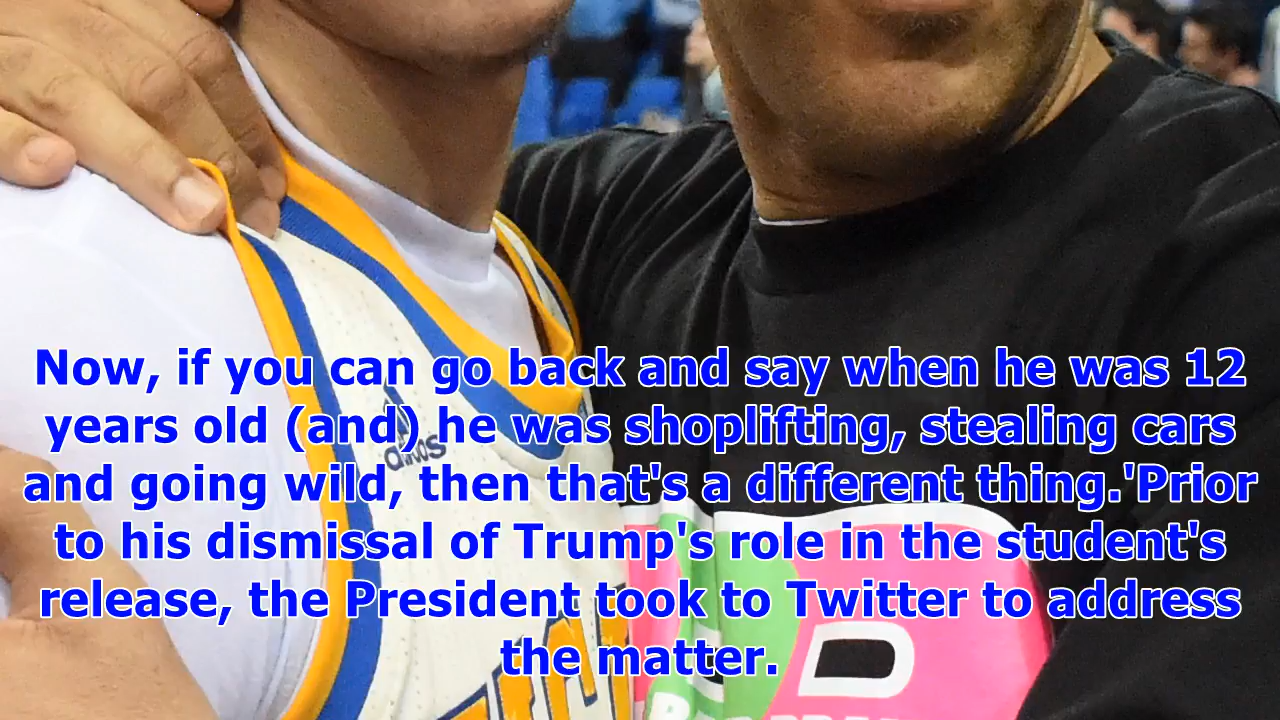 Now, if you can go back and say when he was 12
years old (and) he was shoplifting, stealing cars
and going wild, then that's a different thing.'Prior
to his dismissal of Trump's role in the student's
release, the President took to Twitter to address
the matter.
adidas